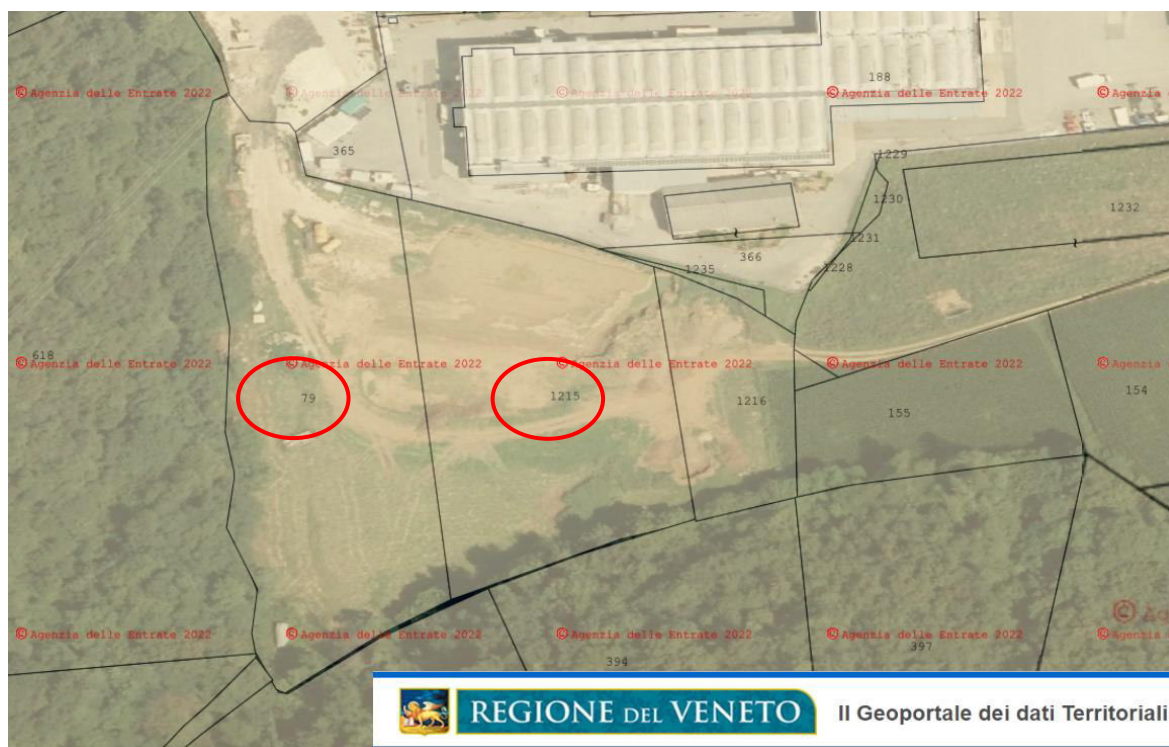 188
© Agenzia delle Entrate 2022
© Agenzia delle Entrate 2022
© Agenzia delle Entrate 2022
© Agenzia delle Entrate 2022
© Agenzia
365
1229
1230
1232
1231
366
1235
1228
618
© Agenzia delle Entrate 2022
© Agenzia delle Entrate 2022
© Agenzia delle Entrate 2022
© Agenzia delle Entrate 2022
© Agenzia
154
79
1215
1216
155
©
© Agenzia delle Entrate 2022
© Agenzia delle Entrate 2022
© Agenzia delle Entrate 2022
© Agenzia delle Entrate 2022
© Agenzia
397
394
REGIONE DEL VENETO
Il Geoportale dei dati Territoriali